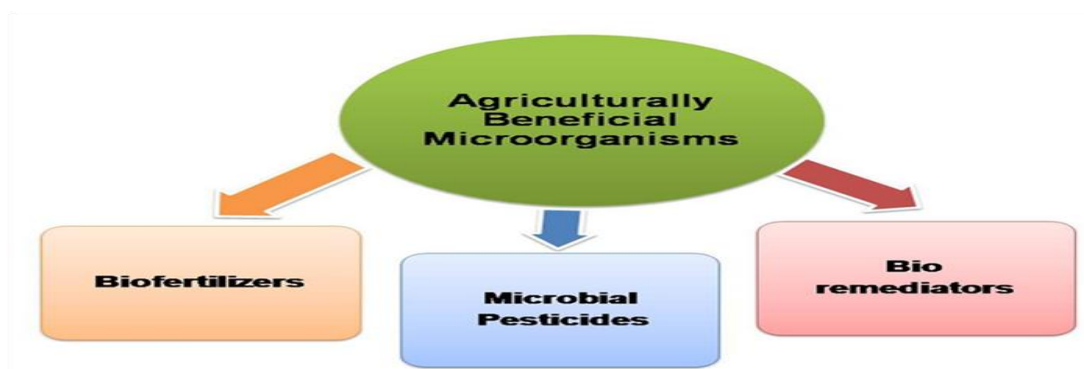 Agriculturally
Beneficial
Microorganisms
Biofertilizers
Microbial
Pesticides
Bio
remediators